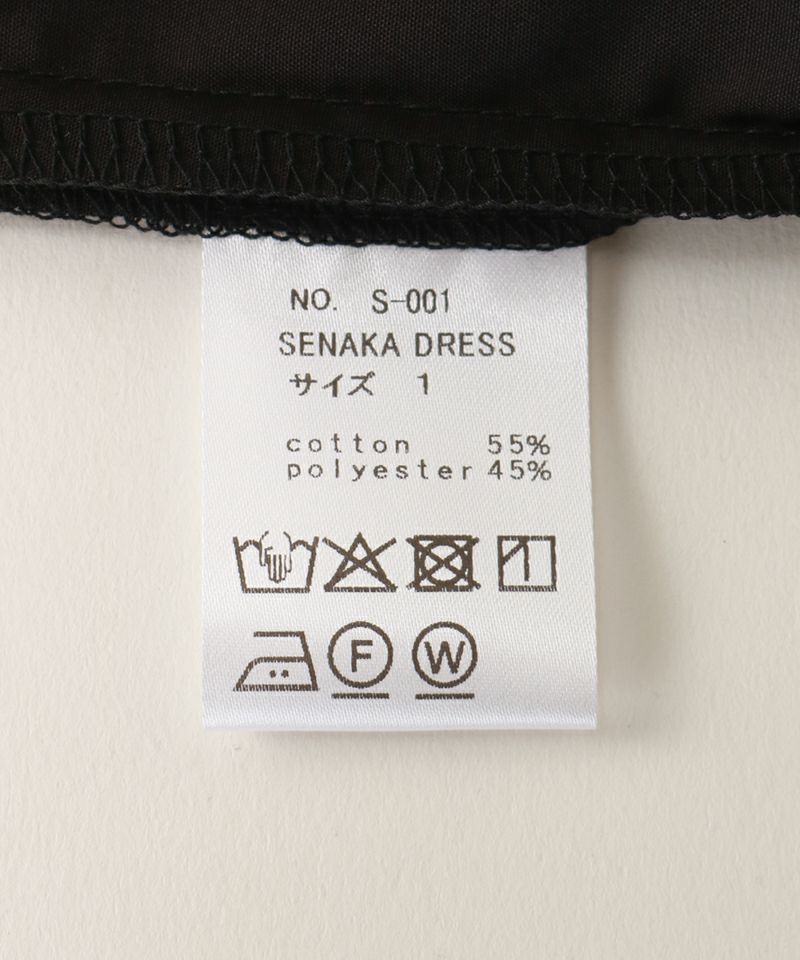 NO. S-001
SENAKA DRESS
サイズ 1
cotton 55%
polyester 45%
F W